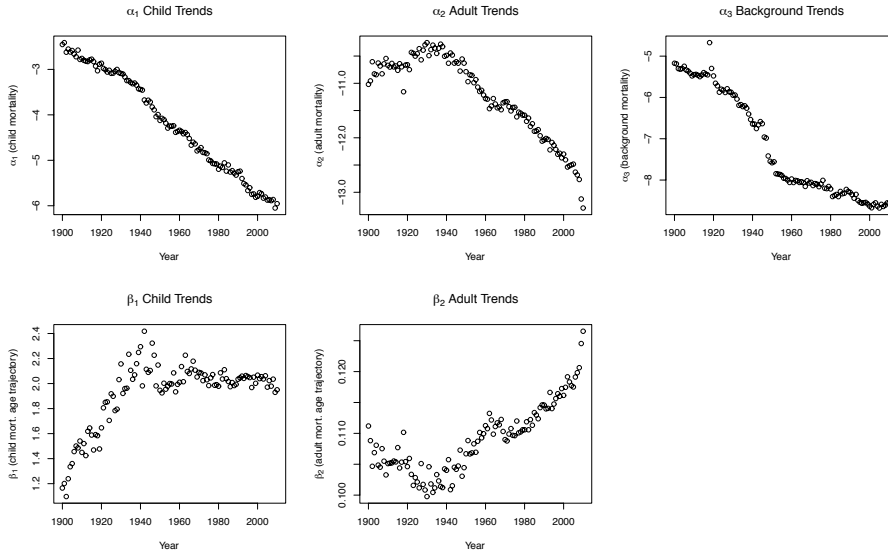 α1 Child Trends
α1 (child mortality)
-3
-4
-5
-6
1900 1920 1940 1960 1980 2000
Year
α2 Adult Trends
α2 (adult mortality)
-11.0
-12.0
-13.0
1900 1920 1940 1960 1980 2000
Year
α3 Background Trends
α3 (background mortality)
-5
-6
-7
-8
1900 1920 1940 1960 1980 2000
Year
β1 Child Trends
β1 (child mort. age trajectory)
2.4
2.2
2.0
1.8
1.6
1.4
1.2
1900 1920 1940 1960 1980 2000
Year
β2 Adult Trends
β2 (adult mort. age trajectory)
0.120
0.110
0.100
1900 1920 1940 1960 1980 2000
Year